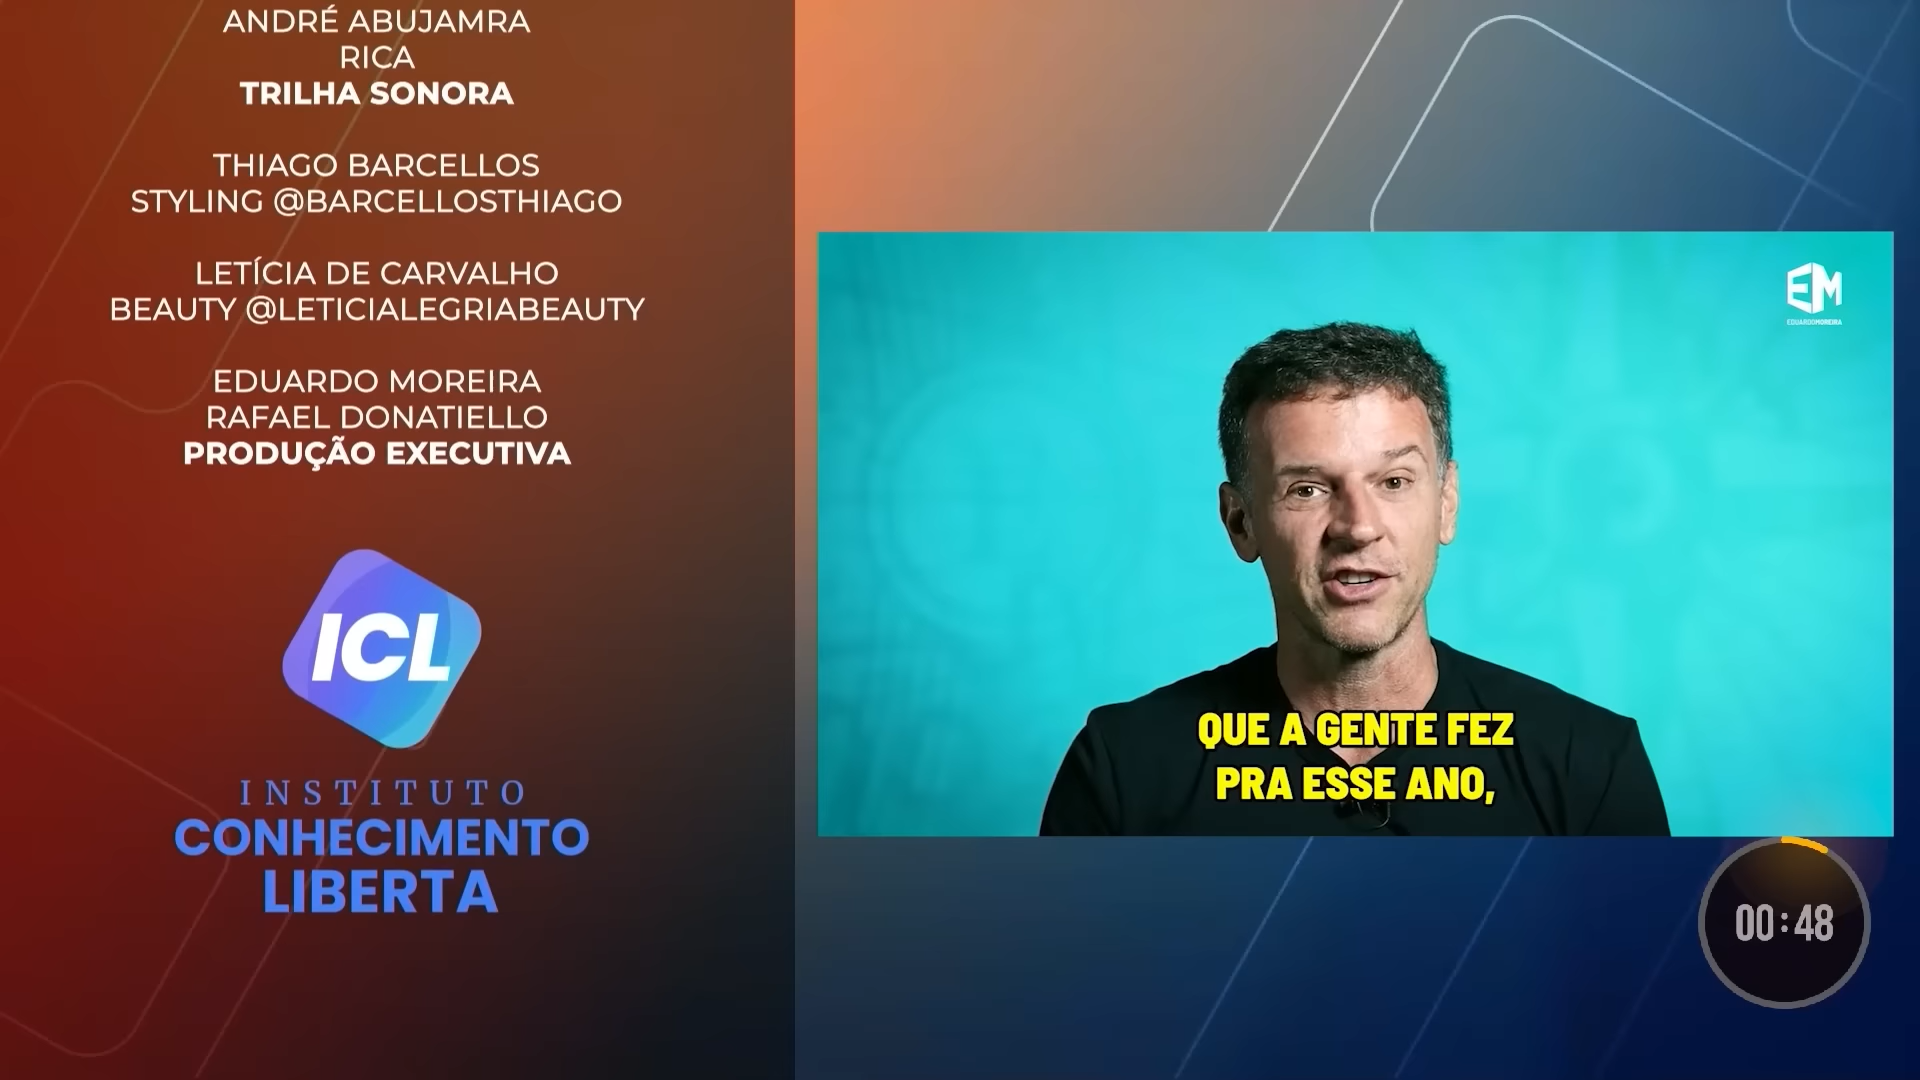 ANDRÉ ABUJAMRA
RICA
TRILHA SONORA
THIAGO BARCELLOS
STYLING @BARCELLOSTHIAGO
LETÍCIA DE CARVALHO
BEAUTY @LETICIALEGRIABEAUTY
EDUARDO MOREIRA
RAFAEL DONATIELLO
PRODUÇÃO EXECUTIVA
ICL
INSTITUTO
CONHECIMENTO
LIBERTA
EM
EDUARDOMOREIRA
QUE A GENTE FEZ
PRA ESSE ANO,
00:48